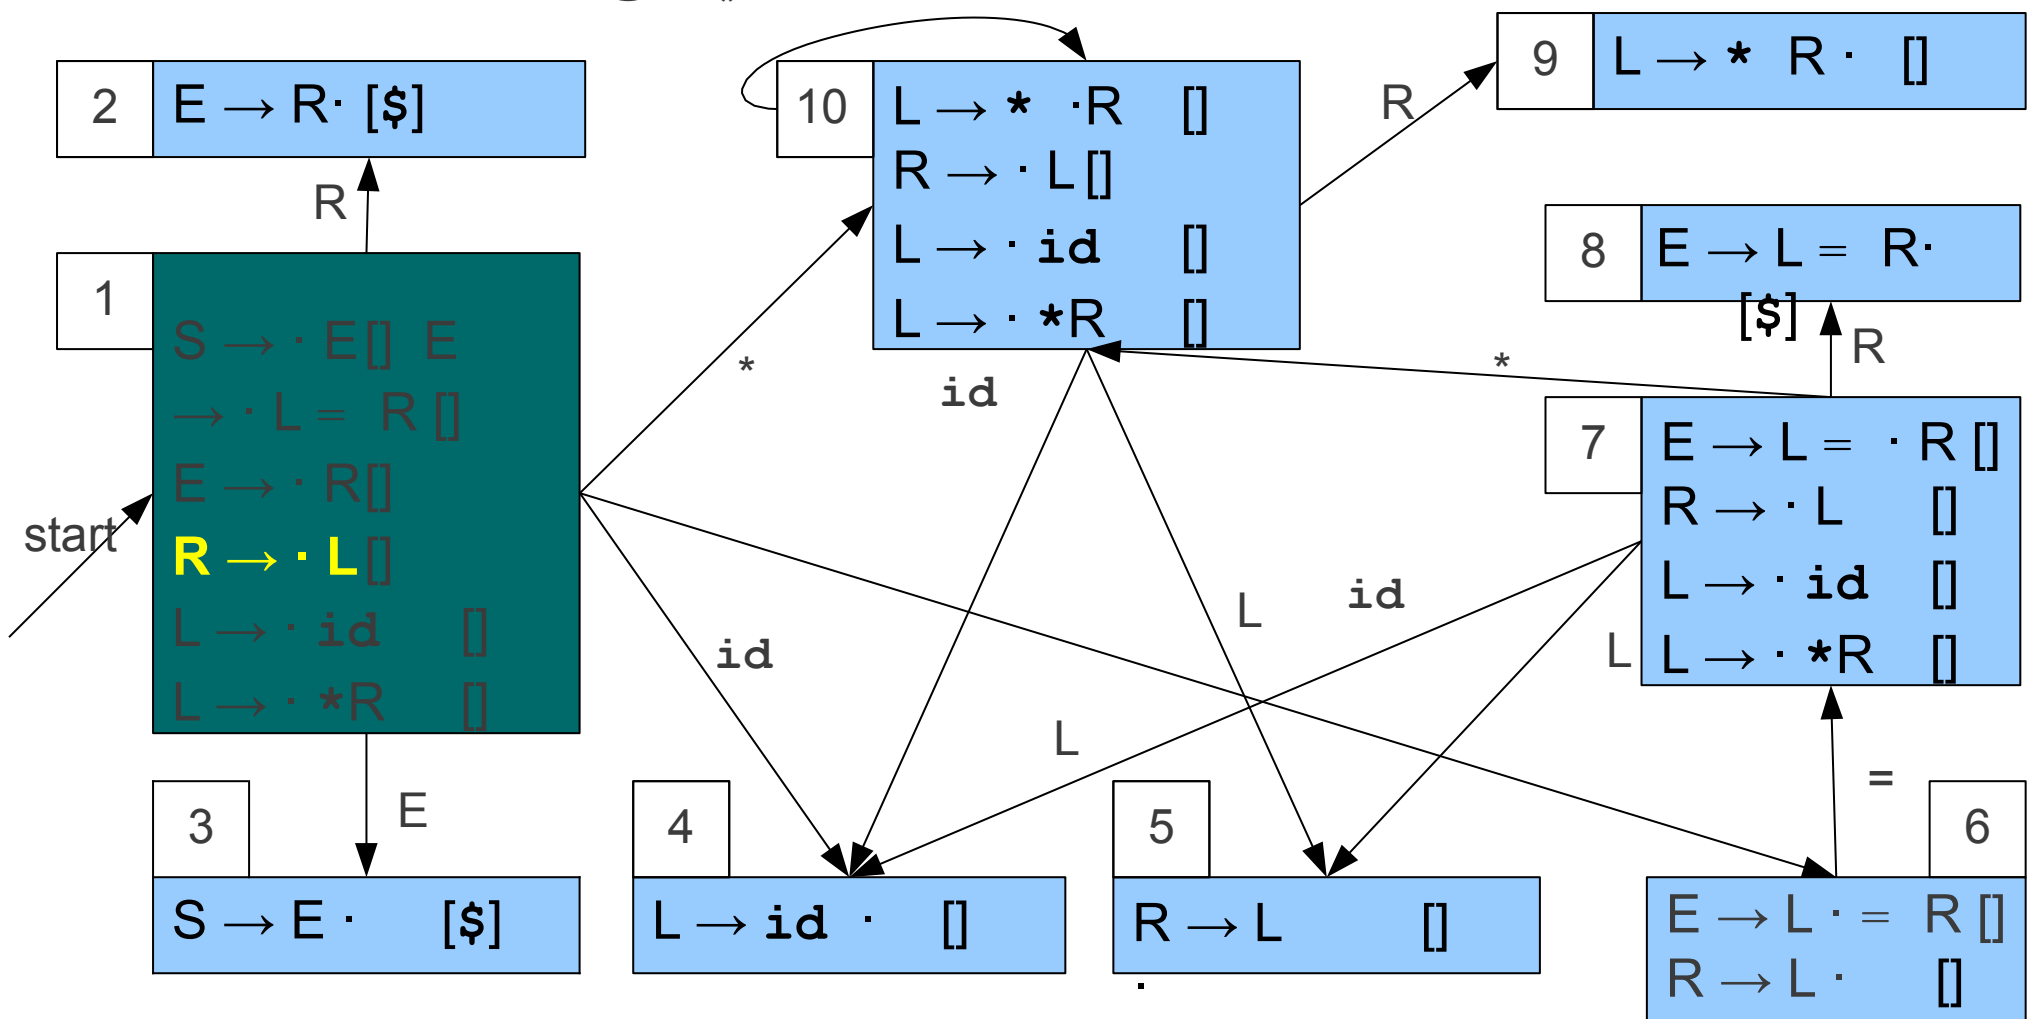 2
E → R· [$]
R
1
S → · E[] E
→ · L = R []
E → · R[]
R → · L[]
L → · id []
L → · *R []
start
E
3
S → E · [$]
10
L → * ·R []
R → · L[]
L → · id []
L → · *R []
*
id
id
R
9
L → * R · []
8
E → L = R·
[$]
R
*
7
E → L = · R []
R → · L []
L → · id []
L → · *R []
L
id
L
L
=
4
L → id · []
5
R → L []
·
6
E → L · = R []
R → L · []